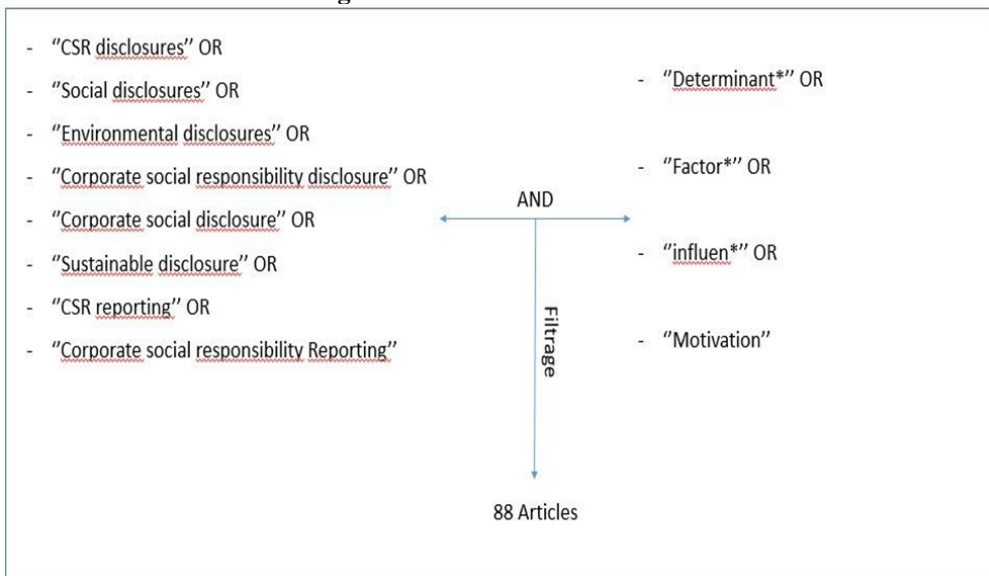 - ‘’CSR disclosures’’ OR
- ‘’Social disclosures’’ OR
- ‘’Environmental disclosures’’ OR
- ‘’Corporate social responsibility disclosure’’ OR
- ‘’Corporate social disclosure’’ OR
- ‘’Sustainable disclosure’’ OR
- ‘’CSR reporting’’ OR
- ‘’Corporate social responsibility Reporting’’
AND
Filtrage
88 Articles
- ‘’Determinant*’’ OR
- ‘’Factor*’’ OR
- ‘’influen*’’ OR
- ‘’Motivation’’